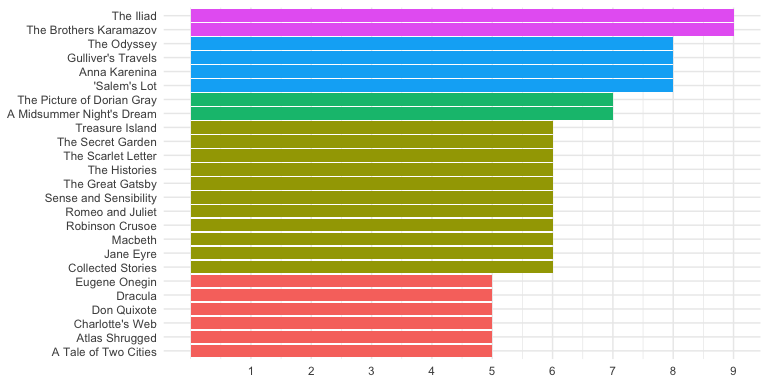 The Iliad
The Brothers Karamazov
The Odyssey
Gulliver's Travels
Anna Karenina
'Salem's Lot
The Picture of Dorian Gray
A Midsummer Night's Dream
Treasure Island
The Secret Garden
The Scarlet Letter
The Histories
The Great Gatsby
Sense and Sensibility
Romeo and Juliet
Robinson Crusoe
Macbeth
Jane Eyre
Collected Stories
Eugene Onegin
Dracula
Don Quixote
Charlotte's Web
Atlas Shrugged
A Tale of Two Cities
1 2 3 4 5 6 7 8 9